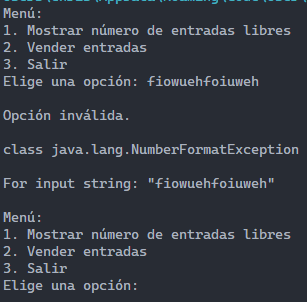 Menú:
1. Mostrar número de entradas libres
2. Vender entradas
3. Salir
Elige una opción: fiowuehfoiuweh
Opción inválida.
class java.lang.NumberFormatException
For input string: "fiowuehfoiuweh"
Menú:
1. Mostrar número de entradas libres
2. Vender entradas
3. Salir
Elige una opción: